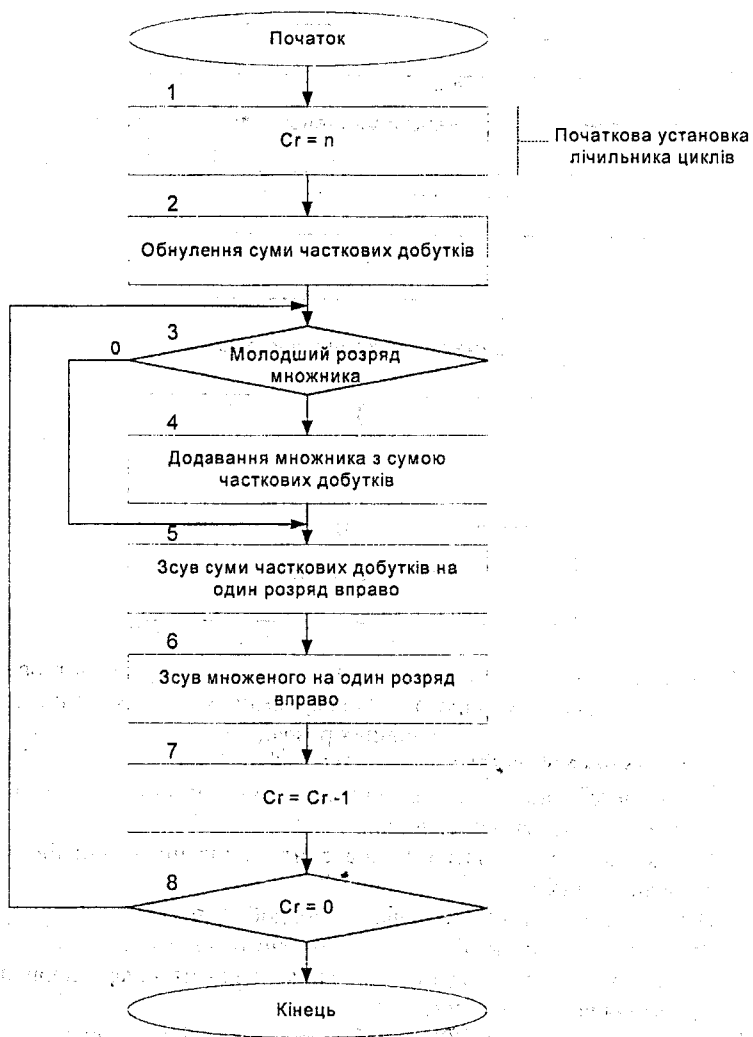 Початок
1
Cr = n
Початкова установка
лічильника циклів
2
Обнулення суми часткових добутків
3
0
Молодший розряд
множника
4
Додавання множника з сумою
часткових добутків
5
Зсув суми часткових добутків на
один розряд вправо
6
Зсув множеного на один розряд
вправо
7
Cr = Cr -1
8
Cr = 0
Кінець